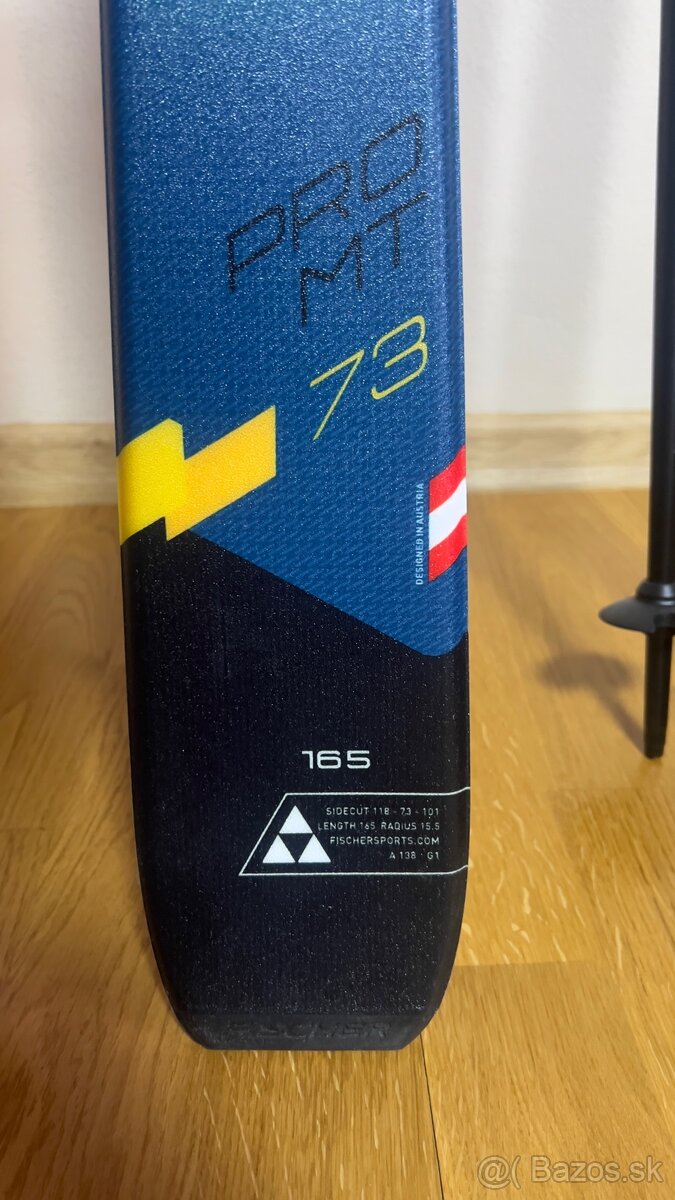 PRO
MT
73
DESIGNED IN AUSTRIA
165
SIDECUT 118 - 73 - 101
LENGTH 165 RADIUS 15.5
FISCHERSPORTS.COM
A 138 · G1
FISCHER
@( Bazos.sk